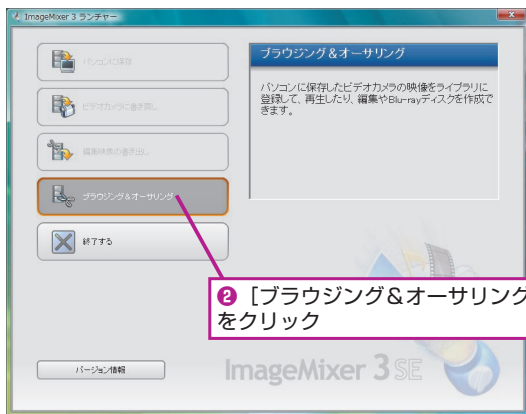 ImageMixer 3 ランチャー
パソコンに保存
ビデオカメラに書き戻し
編集映像の書き出し
ブラウジング&オーサリング
終了する
バージョン情報
ブラウジング&オーサリング
パソコンに保存したビデオカメラの映像をライブラリに
登録して、再生したり、編集やBlu-rayディスクを作成で
きます。
❷ [ブラウジング&オーサリング
をクリック
ImageMixer 3 SE